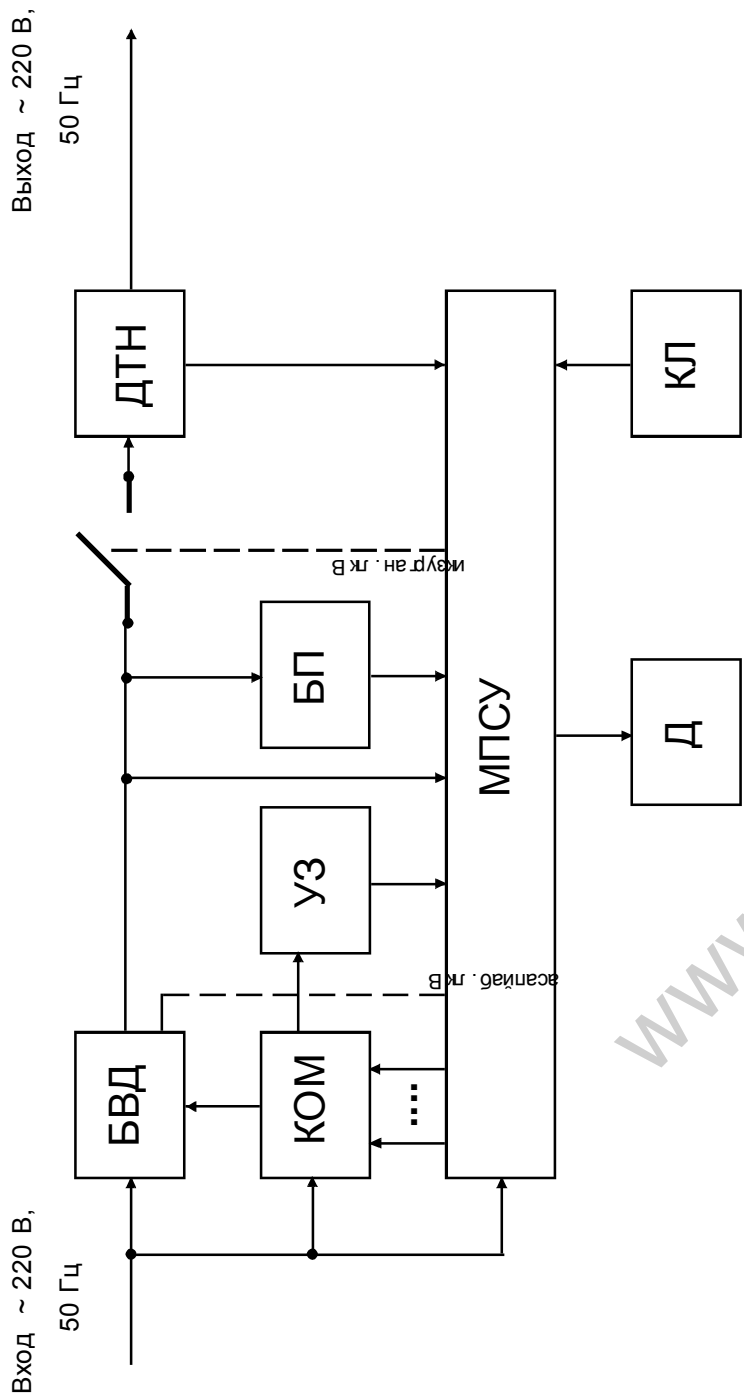 Вход ~ 220 В,
50 Гц
Выход ~ 220 В,
50 Гц
БВД
ДТН
КОМ
УЗ
БП
Вкл. байпаса
Вкл. нагрузки
МПСУ
Д
КЛ
www